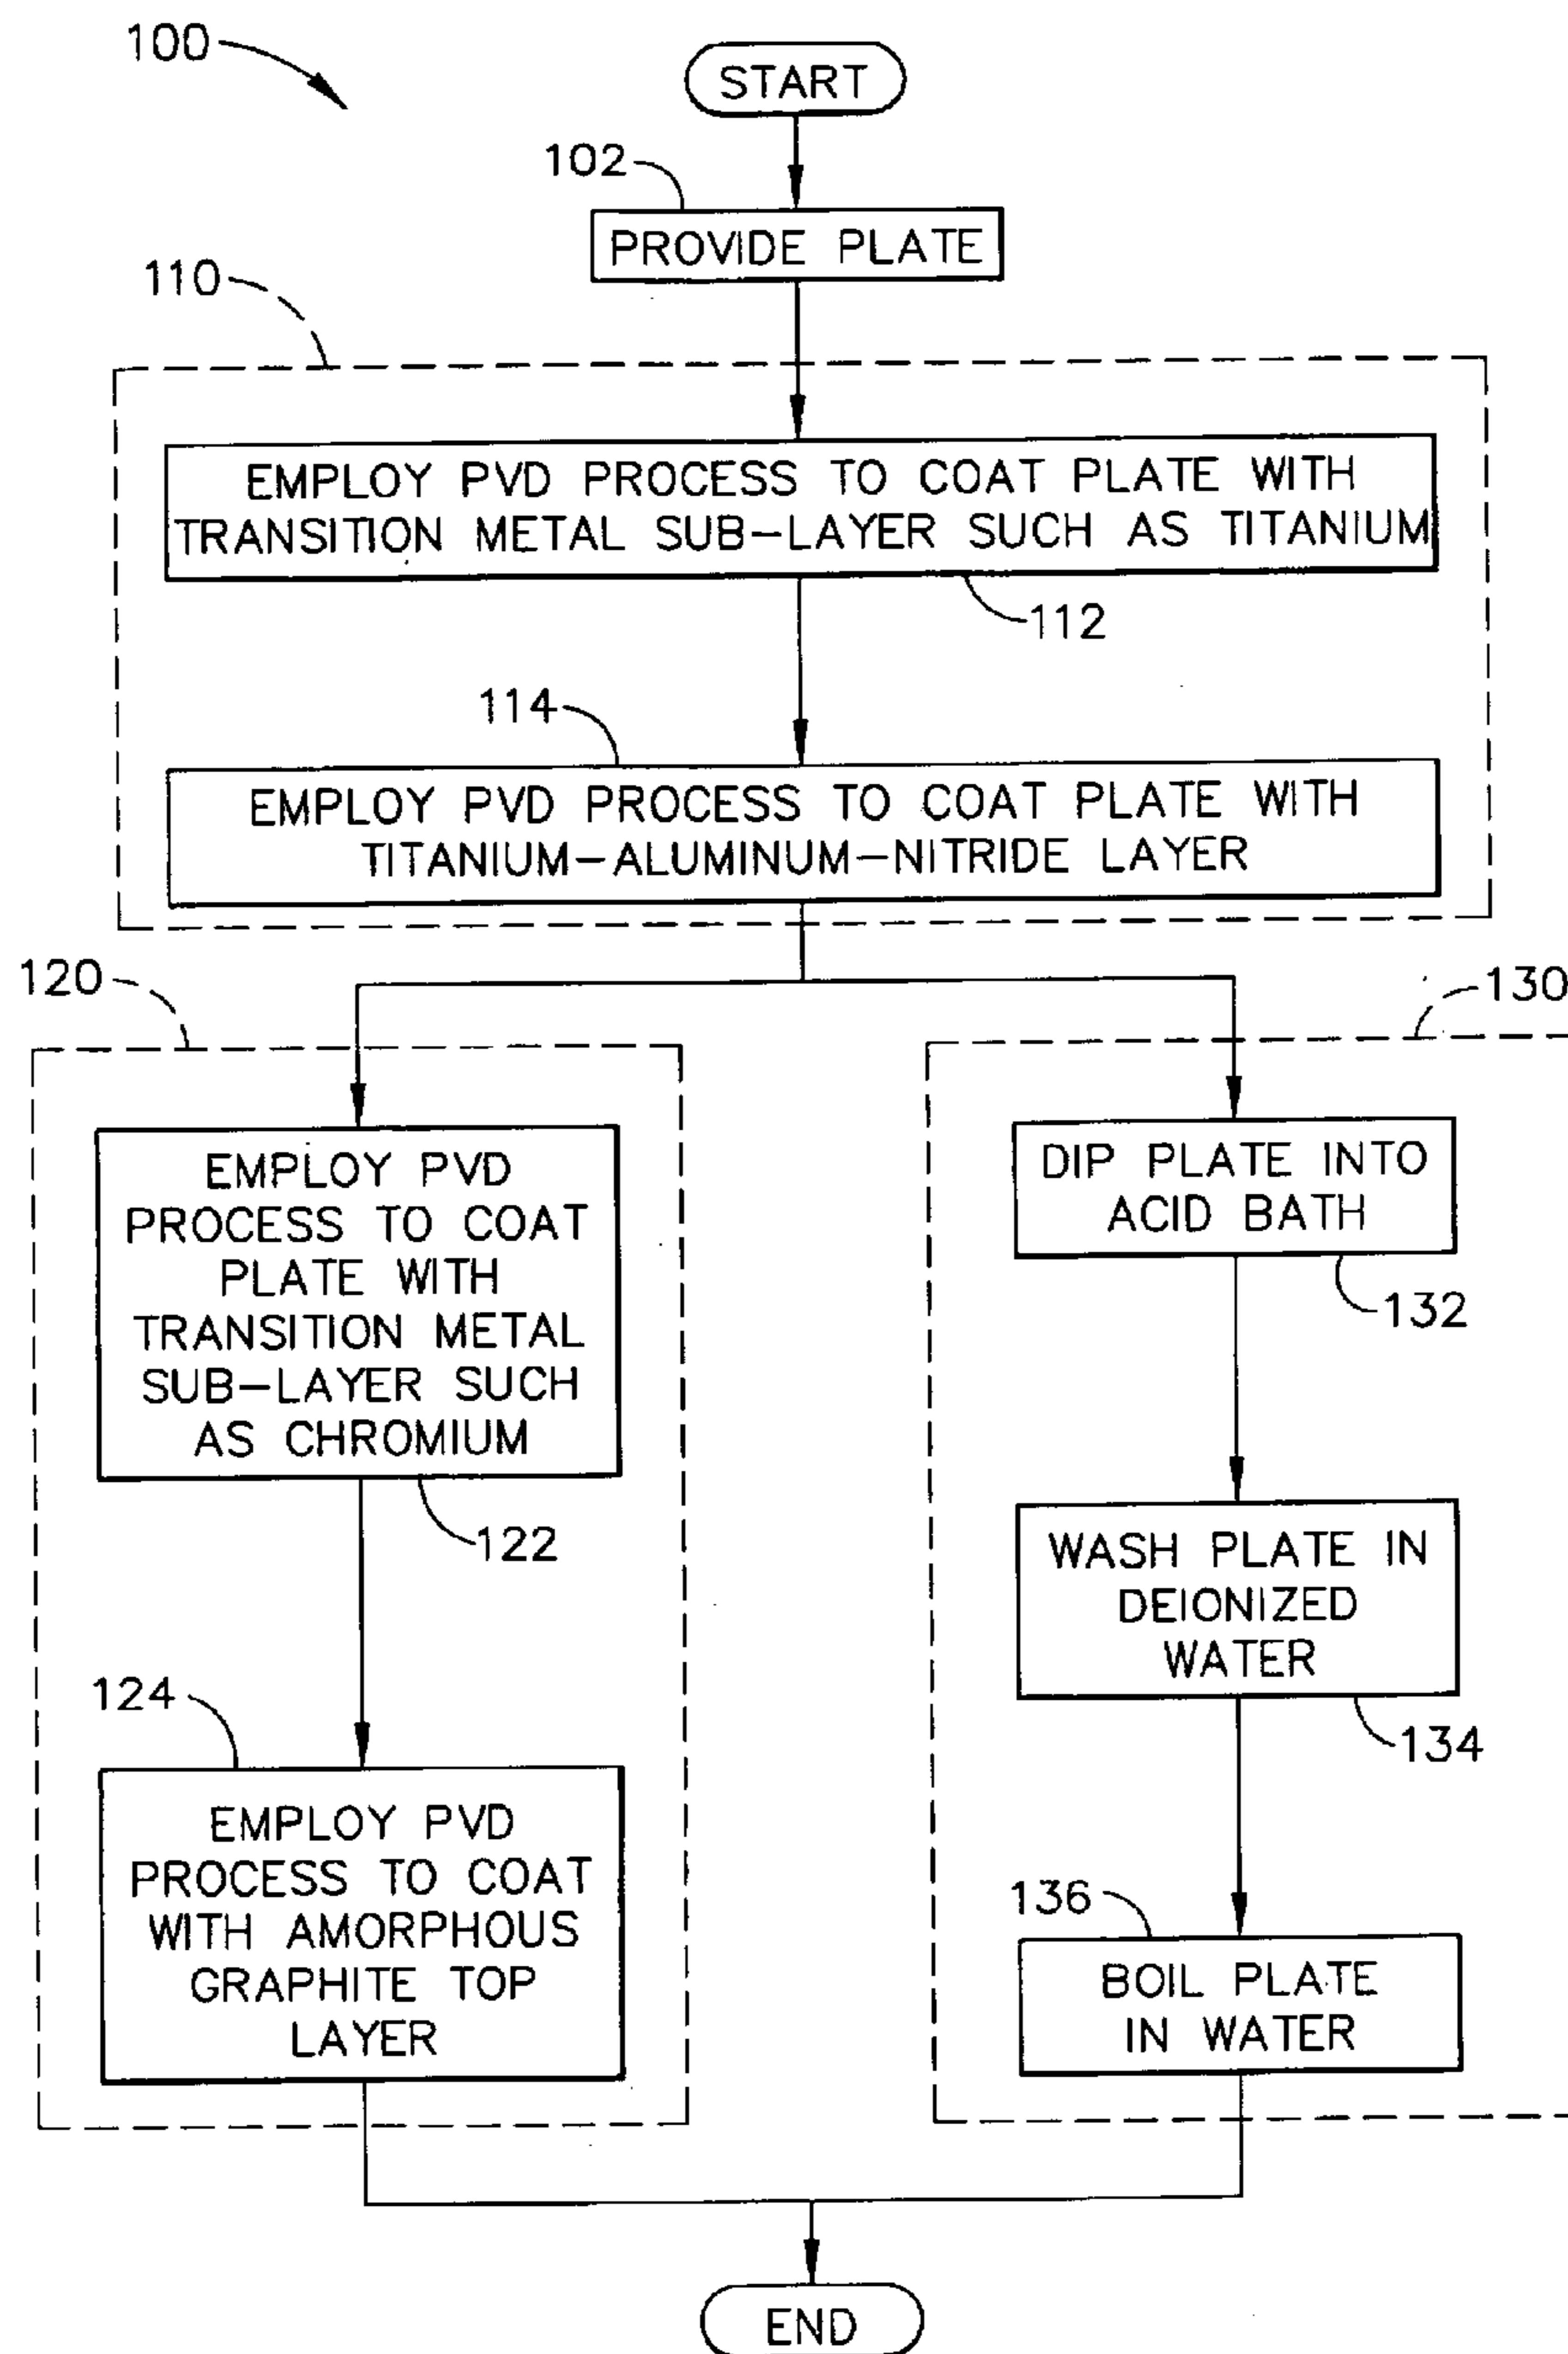 100
START
102
PROVIDE PLATE
110
EMPLOY PVD PROCESS TO COAT PLATE WITH
TRANSITION METAL SUB-LAYER SUCH AS TITANIUM
112
114
EMPLOY PVD PROCESS TO COAT PLATE WITH
TITANIUM-ALUMINUM-NITRIDE LAYER
120
EMPLOY PVD
PROCESS TO COAT
PLATE WITH
TRANSITION METAL
SUB-LAYER SUCH
AS CHROMIUM
122
124
EMPLOY PVD
PROCESS TO COAT
WITH AMORPHOUS
GRAPHITE TOP
LAYER
130
DIP PLATE INTO
ACID BATH
132
WASH PLATE IN
DEIONIZED
WATER
134
136
BOIL PLATE
IN WATER
END